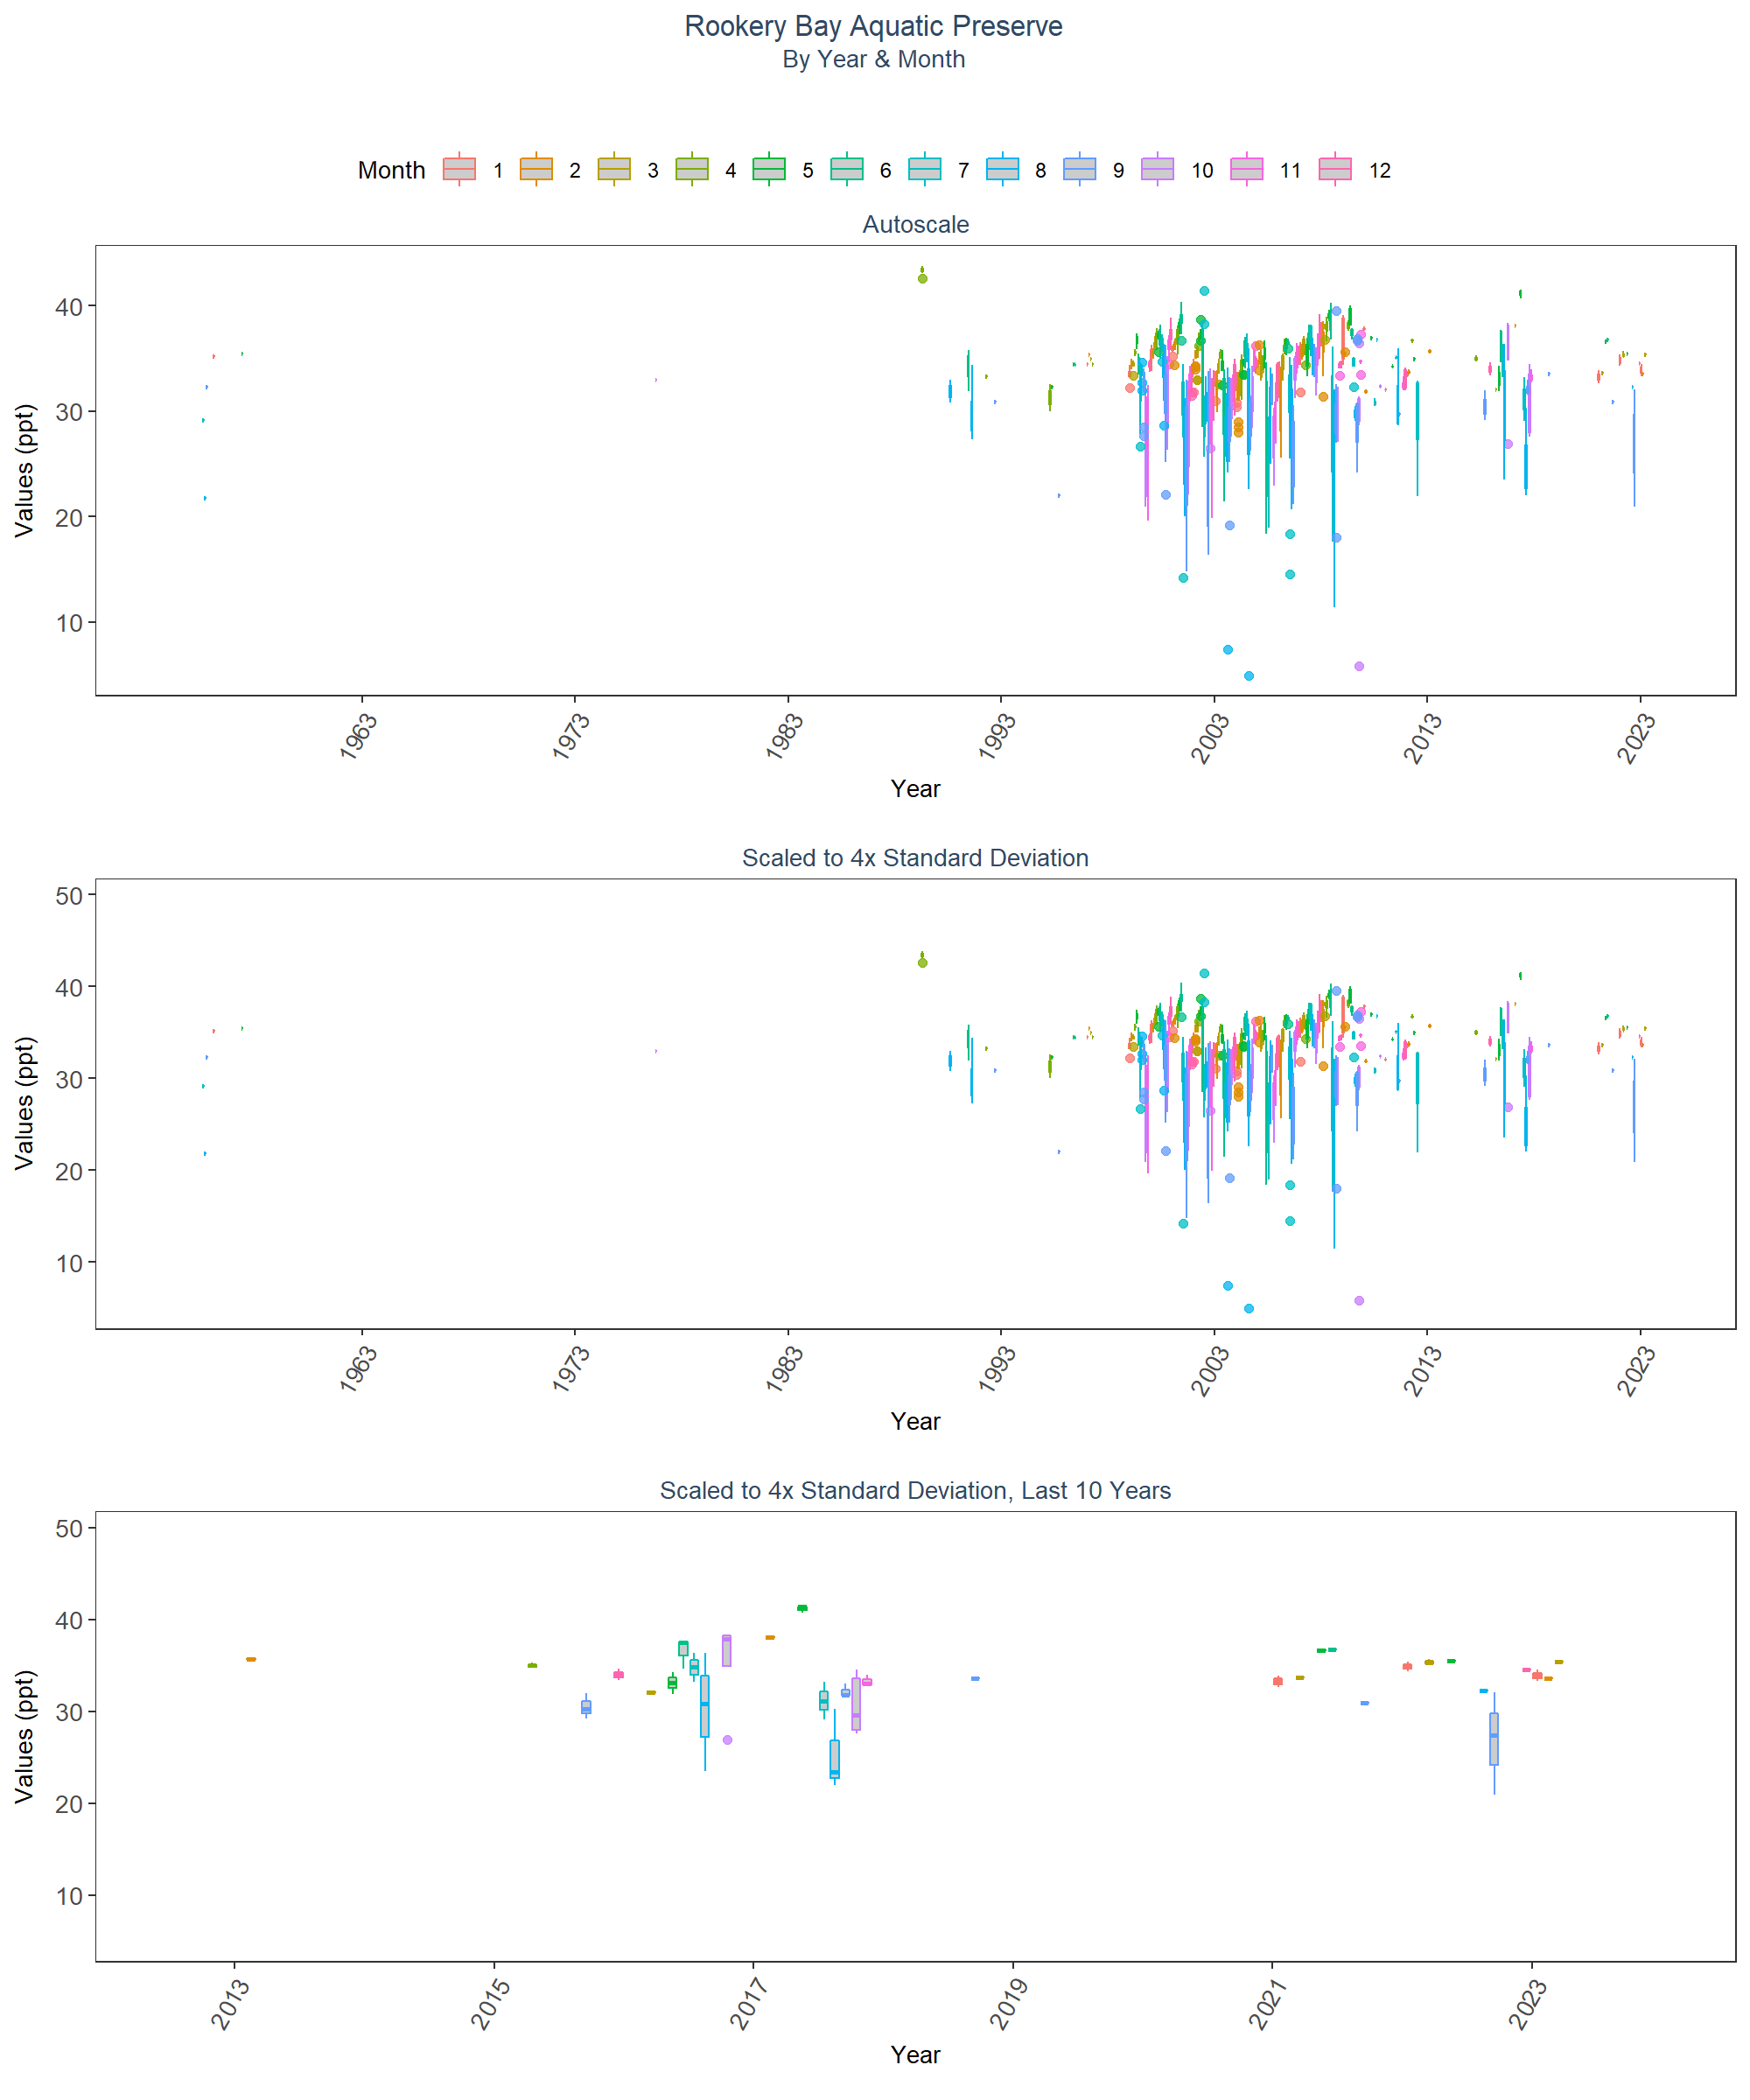 Rookery Bay Aquatic Preserve
By Year & Month
Month 1 2 3 4 5 6 7 8 9 10 11 12
Autoscale
Values (ppt)
40
30
20
10
1963 1973 1983 1993 2003 2013 2023
Year
Scaled to 4x Standard Deviation
Values (ppt)
50
40
30
20
10
1963 1973 1983 1993 2003 2013 2023
Year
Scaled to 4x Standard Deviation, Last 10 Years
Values (ppt)
50
40
30
20
10
2013 2015 2017 2019 2021 2023
Year